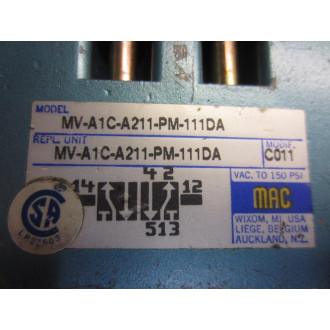 MODEL
MV-A1C-A211-PM-111DA
REPL. UNIT MODIF.
MV-A1C-A211-PM-111DA C011
4 2 VAC. TO 150 PSI
14 12 MAC
513 WIXOM, MI, USA
LIEGE, BELGIUM
AUCKLAND, N.Z.
SA